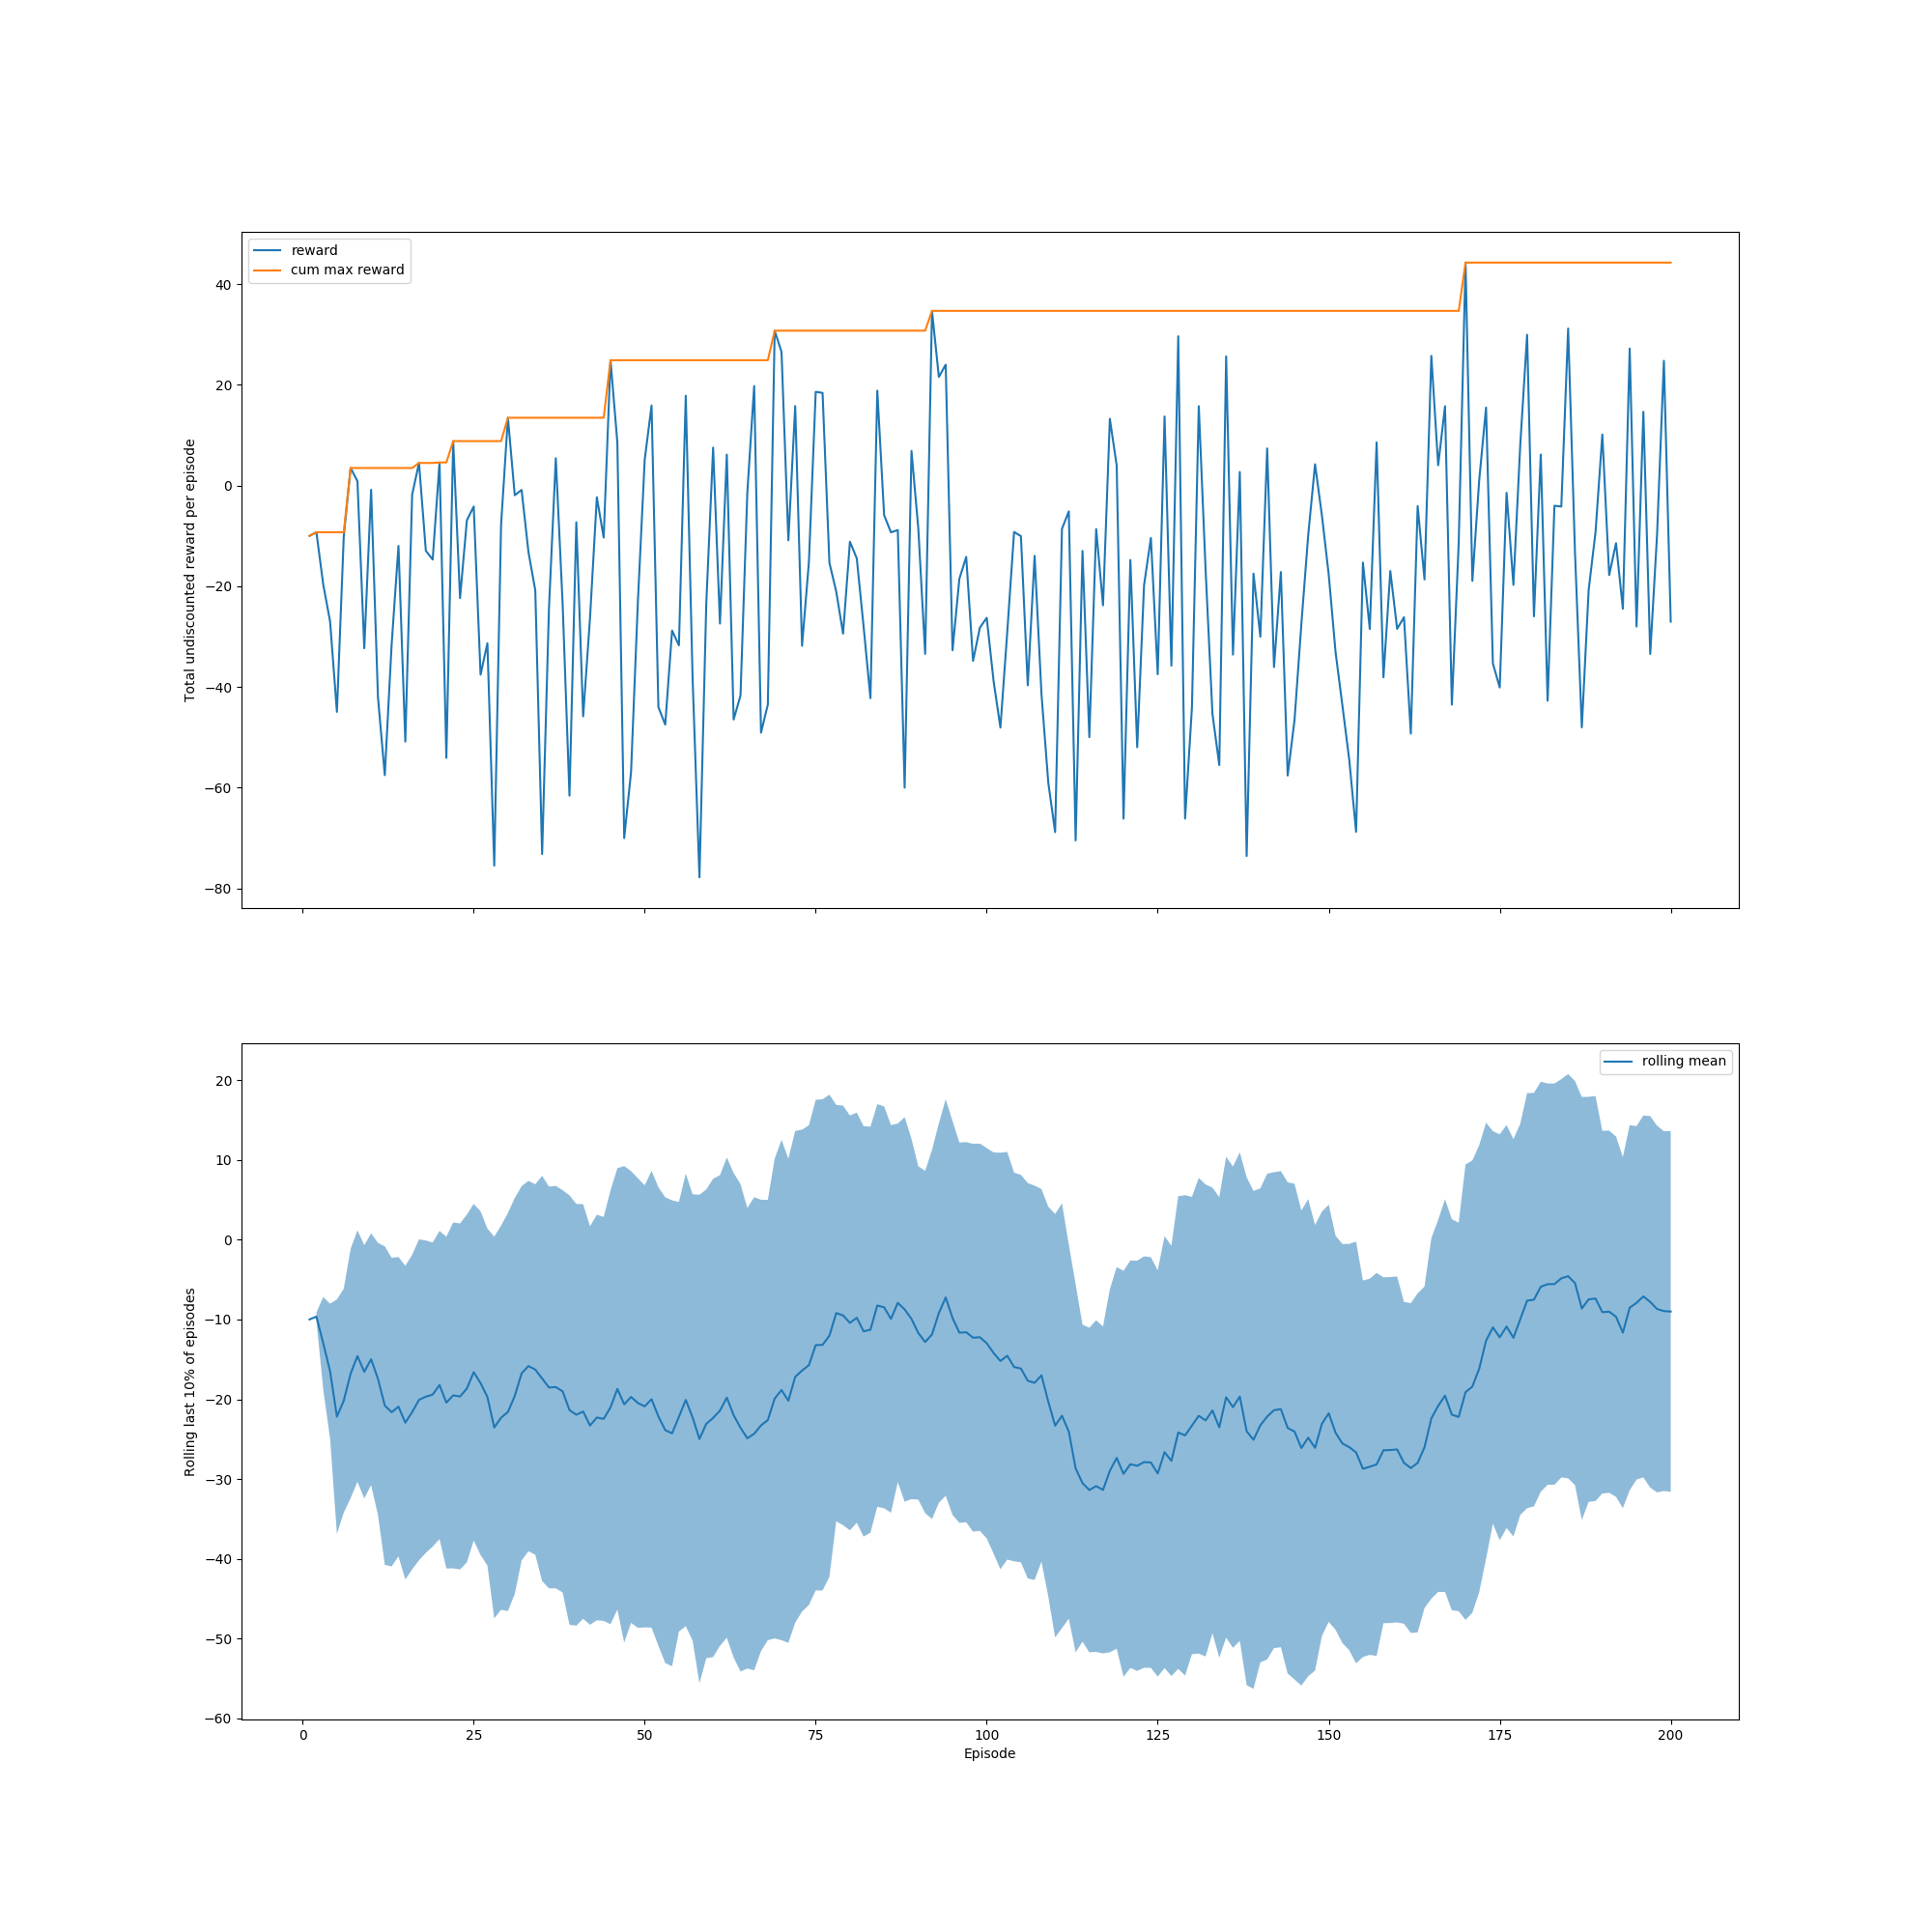 reward
cum max reward
Total undiscounted reward per episode
40
20
0
−20
−40
−60
−80
rolling mean
Rolling last 10% of episodes
20
10
0
−10
−20
−30
−40
−50
−60
0 25 50 75 100 125 150 175 200
Episode